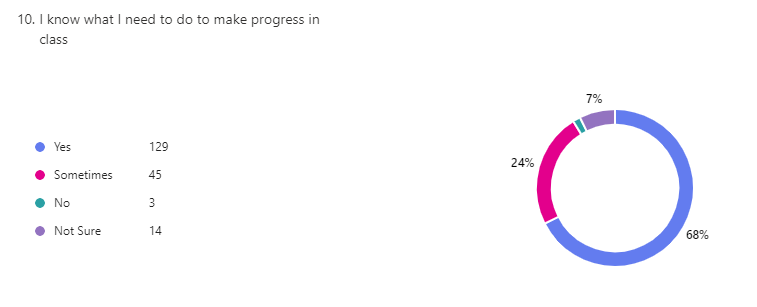 10. I know what I need to do to make progress in
class
Yes 129
Sometimes 45
No 3
Not Sure 14
7%
24%
68%